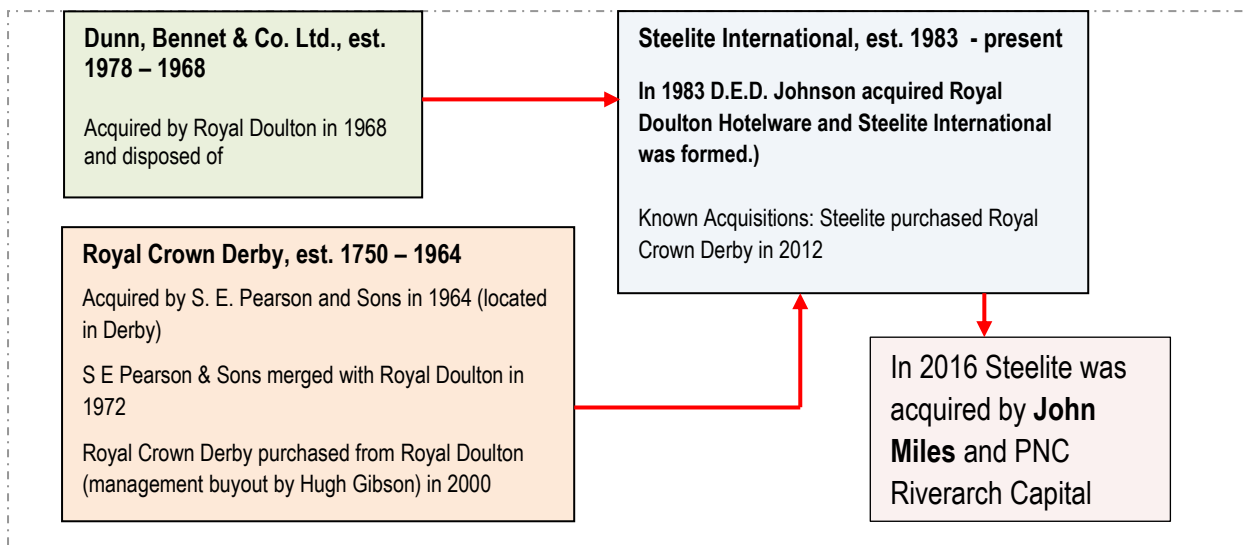 Dunn, Bennet & Co. Ltd., est.
1978 – 1968
Acquired by Royal Doulton in 1968
and disposed of
Steelite International, est. 1983 - present
In 1983 D.E.D. Johnson acquired Royal
Doulton Hotelware and Steelite International
was formed.)
Known Acquisitions: Steelite purchased Royal
Crown Derby in 2012
Royal Crown Derby, est. 1750 – 1964
Acquired by S. E. Pearson and Sons in 1964 (located
in Derby)
S E Pearson & Sons merged with Royal Doulton in
1972
Royal Crown Derby purchased from Royal Doulton
(management buyout by Hugh Gibson) in 2000
In 2016 Steelite was
acquired by John
Miles and PNC
Riverarch Capital